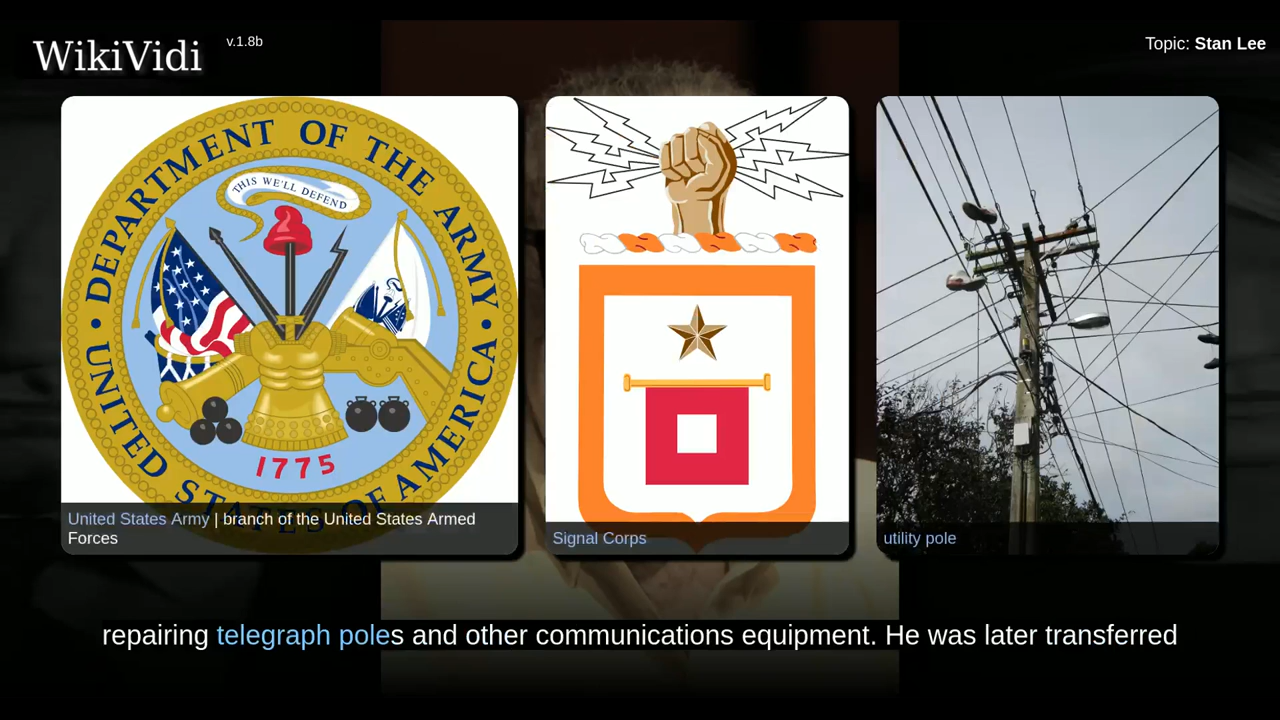 WikiVidi
v.1.8b
Topic: Stan Lee
DEPARTMENT OF THE ARMY
THIS WE'LL DEFEND
1775
UNITED STATES OF AMERICA
United States Army | branch of the United States Armed
Forces
Signal Corps
utility pole
repairing telegraph poles and other communications equipment. He was later transferred